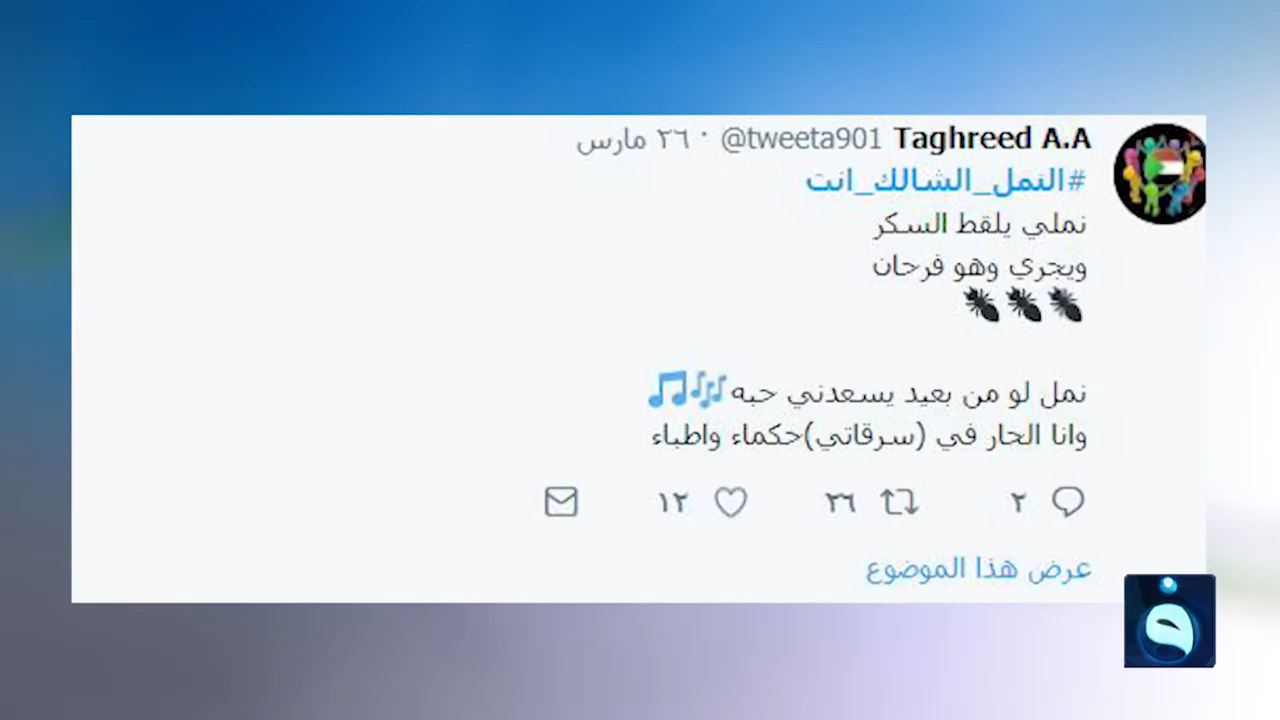 Taghreed A.A @tweeta901 · ٢٦ مارس
#النمل_الشالك_انت
نملي يلقط السكر
ويجري وهو فرحان
🐜🐜🐜
نمل لو من بعيد يسعدني حبه🎶🎵
وانا الحار في (سرقاتي)حكماء واطباء
٢ ٣٦ ١٢
عرض هذا الموضوع